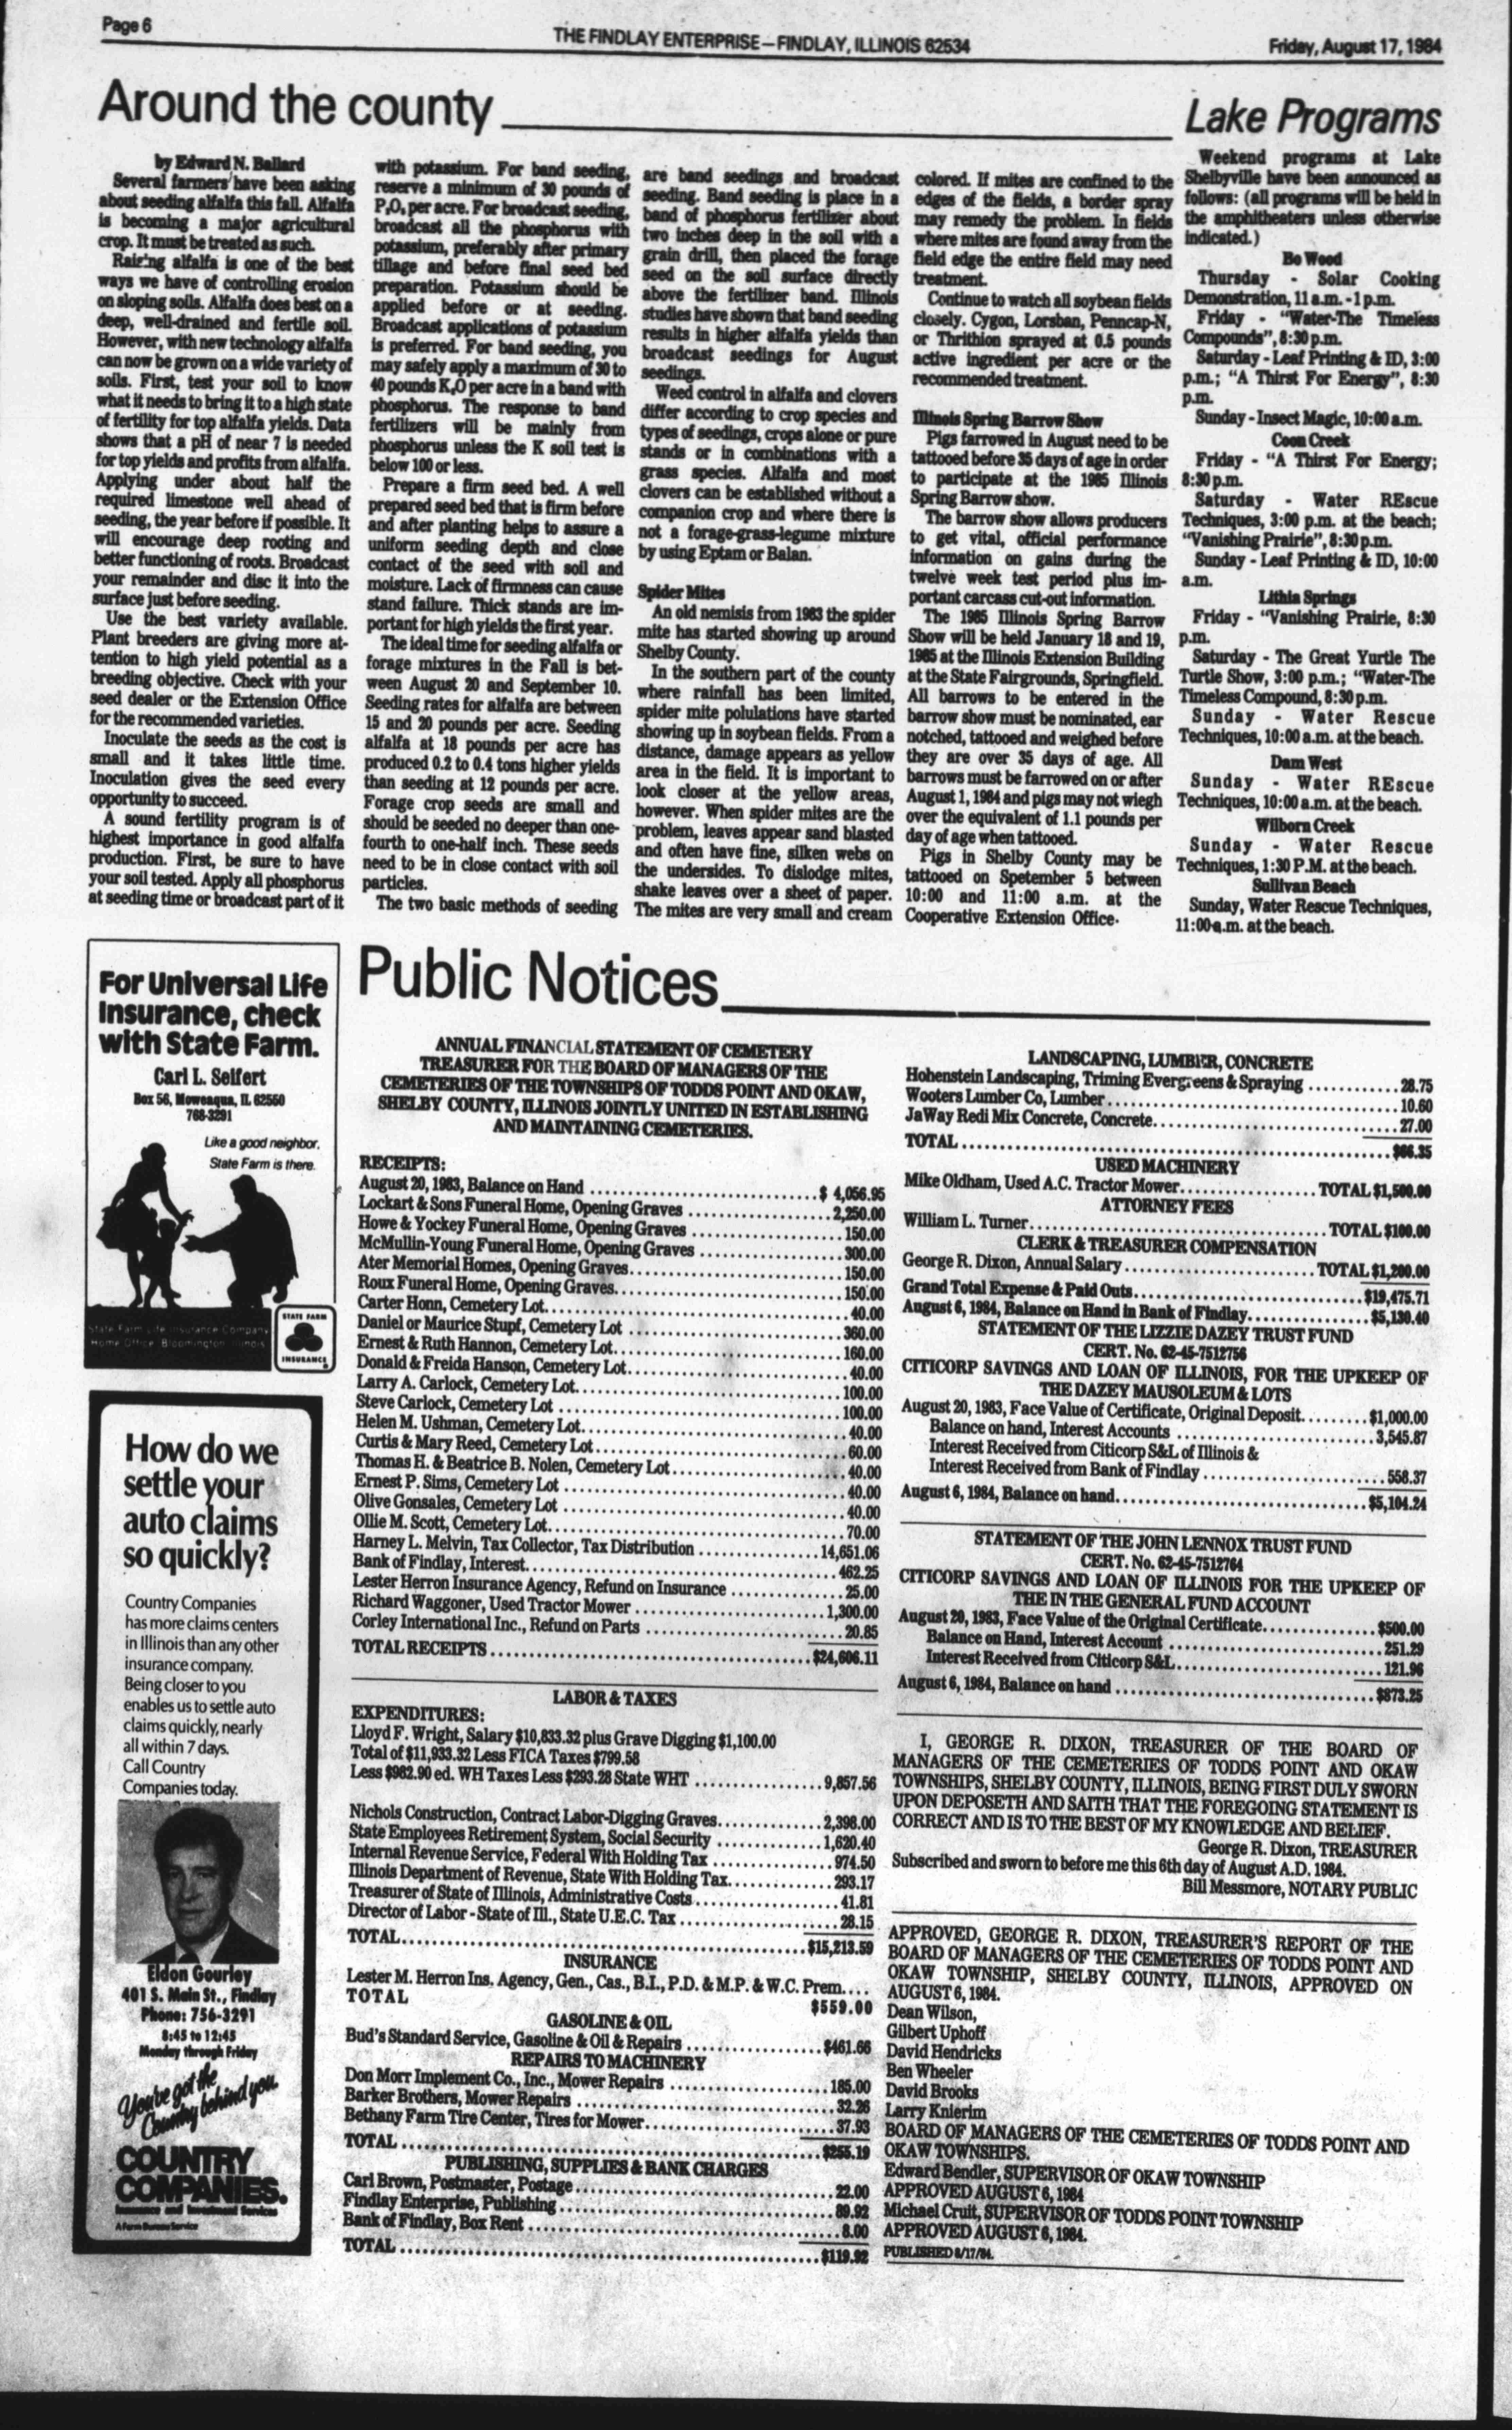 Page 6
THE FINDLAY ENTERPRISE—FINDLAY, ILLINOIS 62534
Friday, August 17, 1984
Around the county
by Edward N. Ballard
Several farmers have been asking
about seeding alfalfa this fall. Alfalfa
is becoming a major agricultural
crop. It must be treated as such.
Raising alfalfa is one of the best
ways we have of controlling erosion
on sloping soils. Alfalfa does best on a
deep, well-drained and fertile soil.
However, with new technology alfalfa
can now be grown on a wide variety of
soils. First, test your soil to know
what it needs to bring it to a high state
of fertility for top alfalfa yields. Data
shows that a pH of near 7 is needed
for top yields and profits from alfalfa.
Applying under about half the
required limestone well ahead of
seeding, the year before if possible. It
will encourage deep rooting and
better functioning of roots. Broadcast
your remainder and disc it into the
surface just before seeding.
Use the best variety available.
Plant breeders are giving more at-
tention to high yield potential as a
breeding objective. Check with your
seed dealer or the Extension Office
for the recommended varieties.
Inoculate the seeds as the cost is
small and it takes little time.
Inoculation gives the seed every
opportunity to succeed.
A sound fertility program is of
highest importance in good alfalfa
production. First, be sure to have
your soil tested. Apply all phosphorus
at seeding time or broadcast part of it
with potassium. For band seeding,
reserve a minimum of 30 pounds of
P₂O₅ per acre. For broadcast seeding,
broadcast all the phosphorus with
potassium, preferably after primary
tillage and before final seed bed
preparation. Potassium should be
applied before or at seeding.
Broadcast applications of potassium
is preferred. For band seeding, you
may safely apply a maximum of 30 to
40 pounds K₂O per acre in a band with
phosphorus. The response to band
fertilizers will be mainly from
phosphorus unless the K soil test is
below 100 or less.
Prepare a firm seed bed. A well
prepared seed bed that is firm before
and after planting helps to assure a
uniform seeding depth and close
contact of the seed with soil and
moisture. Lack of firmness can cause
stand failure. Thick stands are im-
portant for high yields the first year.
The ideal time for seeding alfalfa or
forage mixtures in the Fall is bet-
ween August 20 and September 10.
Seeding rates for alfalfa are between
15 and 20 pounds per acre. Seeding
alfalfa at 18 pounds per acre has
produced 0.2 to 0.4 tons higher yields
than seeding at 12 pounds per acre.
Forage crop seeds are small and
should be seeded no deeper than one-
fourth to one-half inch. These seeds
need to be in close contact with soil
particles.
The two basic methods of seeding
are band seedings and broadcast
seeding. Band seeding is place in a
band of phosphorus fertilizer about
two inches deep in the soil with a
grain drill, then placed the forage
seed on the soil surface directly
above the fertilizer band. Illinois
studies have shown that band seeding
results in higher alfalfa yields than
broadcast seedings for August
seedings.
Weed control in alfalfa and clovers
differ according to crop species and
types of seedings, crops alone or pure
stands or in combinations with a
grass species. Alfalfa and most
clovers can be established without a
companion crop and where there is
not a forage-grass-legume mixture
by using Eptam or Balan.
Spider Mites
An old nemisis from 1983 the spider
mite has started showing up around
Shelby County.
In the southern part of the county
where rainfall has been limited,
spider mite polulations have started
showing up in soybean fields. From a
distance, damage appears as yellow
area in the field. It is important to
look closer at the yellow areas,
however. When spider mites are the
problem, leaves appear sand blasted
and often have fine, silken webs on
the undersides. To dislodge mites,
shake leaves over a sheet of paper.
The mites are very small and cream
colored. If mites are confined to the
edges of the fields, a border spray
may remedy the problem. In fields
where mites are found away from the
field edge the entire field may need
treatment.
Continue to watch all soybean fields
closely. Cygon, Lorsban, Penncap-N,
or Thrithion sprayed at 0.5 pounds
active ingredient per acre or the
recommended treatment.
Illinois Spring Barrow Show
Pigs farrowed in August need to be
tattooed before 35 days of age in order
to participate at the 1985 Illinois
Spring Barrow show.
The barrow show allows producers
to get vital, official performance
information on gains during the
twelve week test period plus im-
portant carcass cut-out information.
The 1985 Illinois Spring Barrow
Show will be held January 18 and 19,
1985 at the Illinois Extension Building
at the State Fairgrounds, Springfield.
All barrows to be entered in the
barrow show must be nominated, ear
notched, tattooed and weighed before
they are over 35 days of age. All
barrows must be farrowed on or after
August 1, 1984 and pigs may not wiegh
over the equivalent of 1.1 pounds per
day of age when tattooed.
Pigs in Shelby County may be
tattooed on Spetember 5 between
10:00 and 11:00 a.m. at the
Cooperative Extension Office.
Lake Programs
Weekend programs at Lake
Shelbyville have been announced as
follows: (all programs will be held in
the amphitheaters unless otherwise
indicated.)
Bo Wood
Thursday - Solar Cooking
Demonstration, 11 a.m. - 1 p.m.
Friday - "Water-The Timeless
Compounds", 8:30 p.m.
Saturday - Leaf Printing & ID, 3:00
p.m.; "A Thirst For Energy", 8:30
p.m.
Sunday - Insect Magic, 10:00 a.m.
Coon Creek
Friday - "A Thirst For Energy;
8:30 p.m.
Saturday - Water REscue
Techniques, 3:00 p.m. at the beach;
"Vanishing Prairie", 8:30 p.m.
Sunday - Leaf Printing & ID, 10:00
a.m.
Lithia Springs
Friday - "Vanishing Prairie, 8:30
p.m.
Saturday - The Great Yurtle The
Turtle Show, 3:00 p.m.; "Water-The
Timeless Compound, 8:30 p.m.
Sunday - Water Rescue
Techniques, 10:00 a.m. at the beach.
Dam West
Sunday - Water REscue
Techniques, 10:00 a.m. at the beach.
Wilborn Creek
Sunday - Water Rescue
Techniques, 1:30 P.M. at the beach.
Sullivan Beach
Sunday, Water Rescue Techniques,
11:00 a.m. at the beach.
For Universal Life
Insurance, check
with State Farm.
Carl L. Seifert
Box 56, Moweaqua, IL 62550
768-3291
Like a good neighbor,
State Farm is there.
STATE FARM
INSURANCE
State Farm Life Insurance Company
Home Office: Bloomington, Illinois
How do we
settle your
auto claims
so quickly?
Country Companies
has more claims centers
in Illinois than any other
insurance company.
Being closer to you
enables us to settle auto
claims quickly, nearly
all within 7 days.
Call Country
Companies today.
Eldon Gourley
401 S. Main St., Findlay
Phone: 756-3291
8:45 to 12:45
Monday through Friday
You've got the
Country behind you.
COUNTRY
COMPANIES.
Insurance and Investment Services
A Farm Bureau Service
Public Notices
ANNUAL FINANCIAL STATEMENT OF CEMETERY
TREASURER FOR THE BOARD OF MANAGERS OF THE
CEMETERIES OF THE TOWNSHIPS OF TODDS POINT AND OKAW,
SHELBY COUNTY, ILLINOIS JOINTLY UNITED IN ESTABLISHING
AND MAINTAINING CEMETERIES.
RECEIPTS:
August 20, 1983, Balance on Hand $ 4,056.95
Lockart & Sons Funeral Home, Opening Graves 2,250.00
Howe & Yockey Funeral Home, Opening Graves 150.00
McMullin-Young Funeral Home, Opening Graves 300.00
Ater Memorial Homes, Opening Graves 150.00
Roux Funeral Home, Opening Graves 150.00
Carter Honn, Cemetery Lot 40.00
Daniel or Maurice Stupf, Cemetery Lot 360.00
Ernest & Ruth Hannon, Cemetery Lot 160.00
Donald & Freida Hanson, Cemetery Lot 40.00
Larry A. Carlock, Cemetery Lot 100.00
Steve Carlock, Cemetery Lot 100.00
Helen M. Ushman, Cemetery Lot 40.00
Curtis & Mary Reed, Cemetery Lot 60.00
Thomas H. & Beatrice B. Nolen, Cemetery Lot 40.00
Ernest P. Sims, Cemetery Lot 40.00
Olive Gonsales, Cemetery Lot 40.00
Ollie M. Scott, Cemetery Lot 70.00
Harney L. Melvin, Tax Collector, Tax Distribution 14,651.06
Bank of Findlay, Interest 462.25
Lester Herron Insurance Agency, Refund on Insurance 25.00
Richard Waggoner, Used Tractor Mower 1,300.00
Corley International Inc., Refund on Parts 20.85
TOTAL RECEIPTS $24,606.11
LABOR & TAXES
EXPENDITURES:
Lloyd F. Wright, Salary $10,833.32 plus Grave Digging $1,100.00
Total of $11,933.32 Less FICA Taxes $799.58
Less $982.90 ed. WH Taxes Less $293.28 State WHT 9,857.56
Nichols Construction, Contract Labor-Digging Graves 2,398.00
State Employees Retirement System, Social Security 1,620.40
Internal Revenue Service, Federal With Holding Tax 974.50
Illinois Department of Revenue, State With Holding Tax 293.17
Treasurer of State of Illinois, Administrative Costs 41.81
Director of Labor - State of Ill., State U.E.C. Tax 28.15
TOTAL $15,213.59
INSURANCE
Lester M. Herron Ins. Agency, Gen., Cas., B.I., P.D. & M.P. & W.C. Prem....
TOTAL $559.00
GASOLINE & OIL
Bud's Standard Service, Gasoline & Oil & Repairs $461.66
REPAIRS TO MACHINERY
Don Morr Implement Co., Inc., Mower Repairs 185.00
Barker Brothers, Mower Repairs 32.26
Bethany Farm Tire Center, Tires for Mower 37.93
TOTAL $255.19
PUBLISHING, SUPPLIES & BANK CHARGES
Carl Brown, Postmaster, Postage 22.00
Findlay Enterprise, Publishing 89.92
Bank of Findlay, Box Rent 8.00
TOTAL $119.92
LANDSCAPING, LUMBER, CONCRETE
Hohenstein Landscaping, Triming Evergreens & Spraying 28.75
Wooters Lumber Co, Lumber 10.60
JaWay Redi Mix Concrete, Concrete 27.00
TOTAL $66.35
USED MACHINERY
Mike Oldham, Used A.C. Tractor Mower TOTAL $1,500.00
ATTORNEY FEES
William L. Turner TOTAL $100.00
CLERK & TREASURER COMPENSATION
George R. Dixon, Annual Salary TOTAL $1,200.00
Grand Total Expense & Paid Outs $19,475.71
August 6, 1984, Balance on Hand in Bank of Findlay $5,130.40
STATEMENT OF THE LIZZIE DAZEY TRUST FUND
CERT. No. 62-45-7512756
CITICORP SAVINGS AND LOAN OF ILLINOIS, FOR THE UPKEEP OF
THE DAZEY MAUSOLEUM & LOTS
August 20, 1983, Face Value of Certificate, Original Deposit $1,000.00
Balance on hand, Interest Accounts 3,545.87
Interest Received from Citicorp S&L of Illinois &
Interest Received from Bank of Findlay 558.37
August 6, 1984, Balance on hand $5,104.24
STATEMENT OF THE JOHN LENNOX TRUST FUND
CERT. No. 62-45-7512764
CITICORP SAVINGS AND LOAN OF ILLINOIS FOR THE UPKEEP OF
THE IN THE GENERAL FUND ACCOUNT
August 20, 1983, Face Value of the Original Certificate $500.00
Balance on Hand, Interest Account 251.29
Interest Received from Citicorp S&L 121.96
August 6, 1984, Balance on hand $873.25
I, GEORGE R. DIXON, TREASURER OF THE BOARD OF
MANAGERS OF THE CEMETERIES OF TODDS POINT AND OKAW
TOWNSHIPS, SHELBY COUNTY, ILLINOIS, BEING FIRST DULY SWORN
UPON DEPOSETH AND SAITH THAT THE FOREGOING STATEMENT IS
CORRECT AND IS TO THE BEST OF MY KNOWLEDGE AND BELIEF.
George R. Dixon, TREASURER
Subscribed and sworn to before me this 6th day of August A.D. 1984.
Bill Messmore, NOTARY PUBLIC
APPROVED, GEORGE R. DIXON, TREASURER'S REPORT OF THE
BOARD OF MANAGERS OF THE CEMETERIES OF TODDS POINT AND
OKAW TOWNSHIP, SHELBY COUNTY, ILLINOIS, APPROVED ON
AUGUST 6, 1984.
Dean Wilson,
Gilbert Uphoff
David Hendricks
Ben Wheeler
David Brooks
Larry Knierim
BOARD OF MANAGERS OF THE CEMETERIES OF TODDS POINT AND
OKAW TOWNSHIPS.
Edward Bendler, SUPERVISOR OF OKAW TOWNSHIP
APPROVED AUGUST 6, 1984
Michael Cruit, SUPERVISOR OF TODDS POINT TOWNSHIP
APPROVED AUGUST 6, 1984.
PUBLISHED 8/17/84.